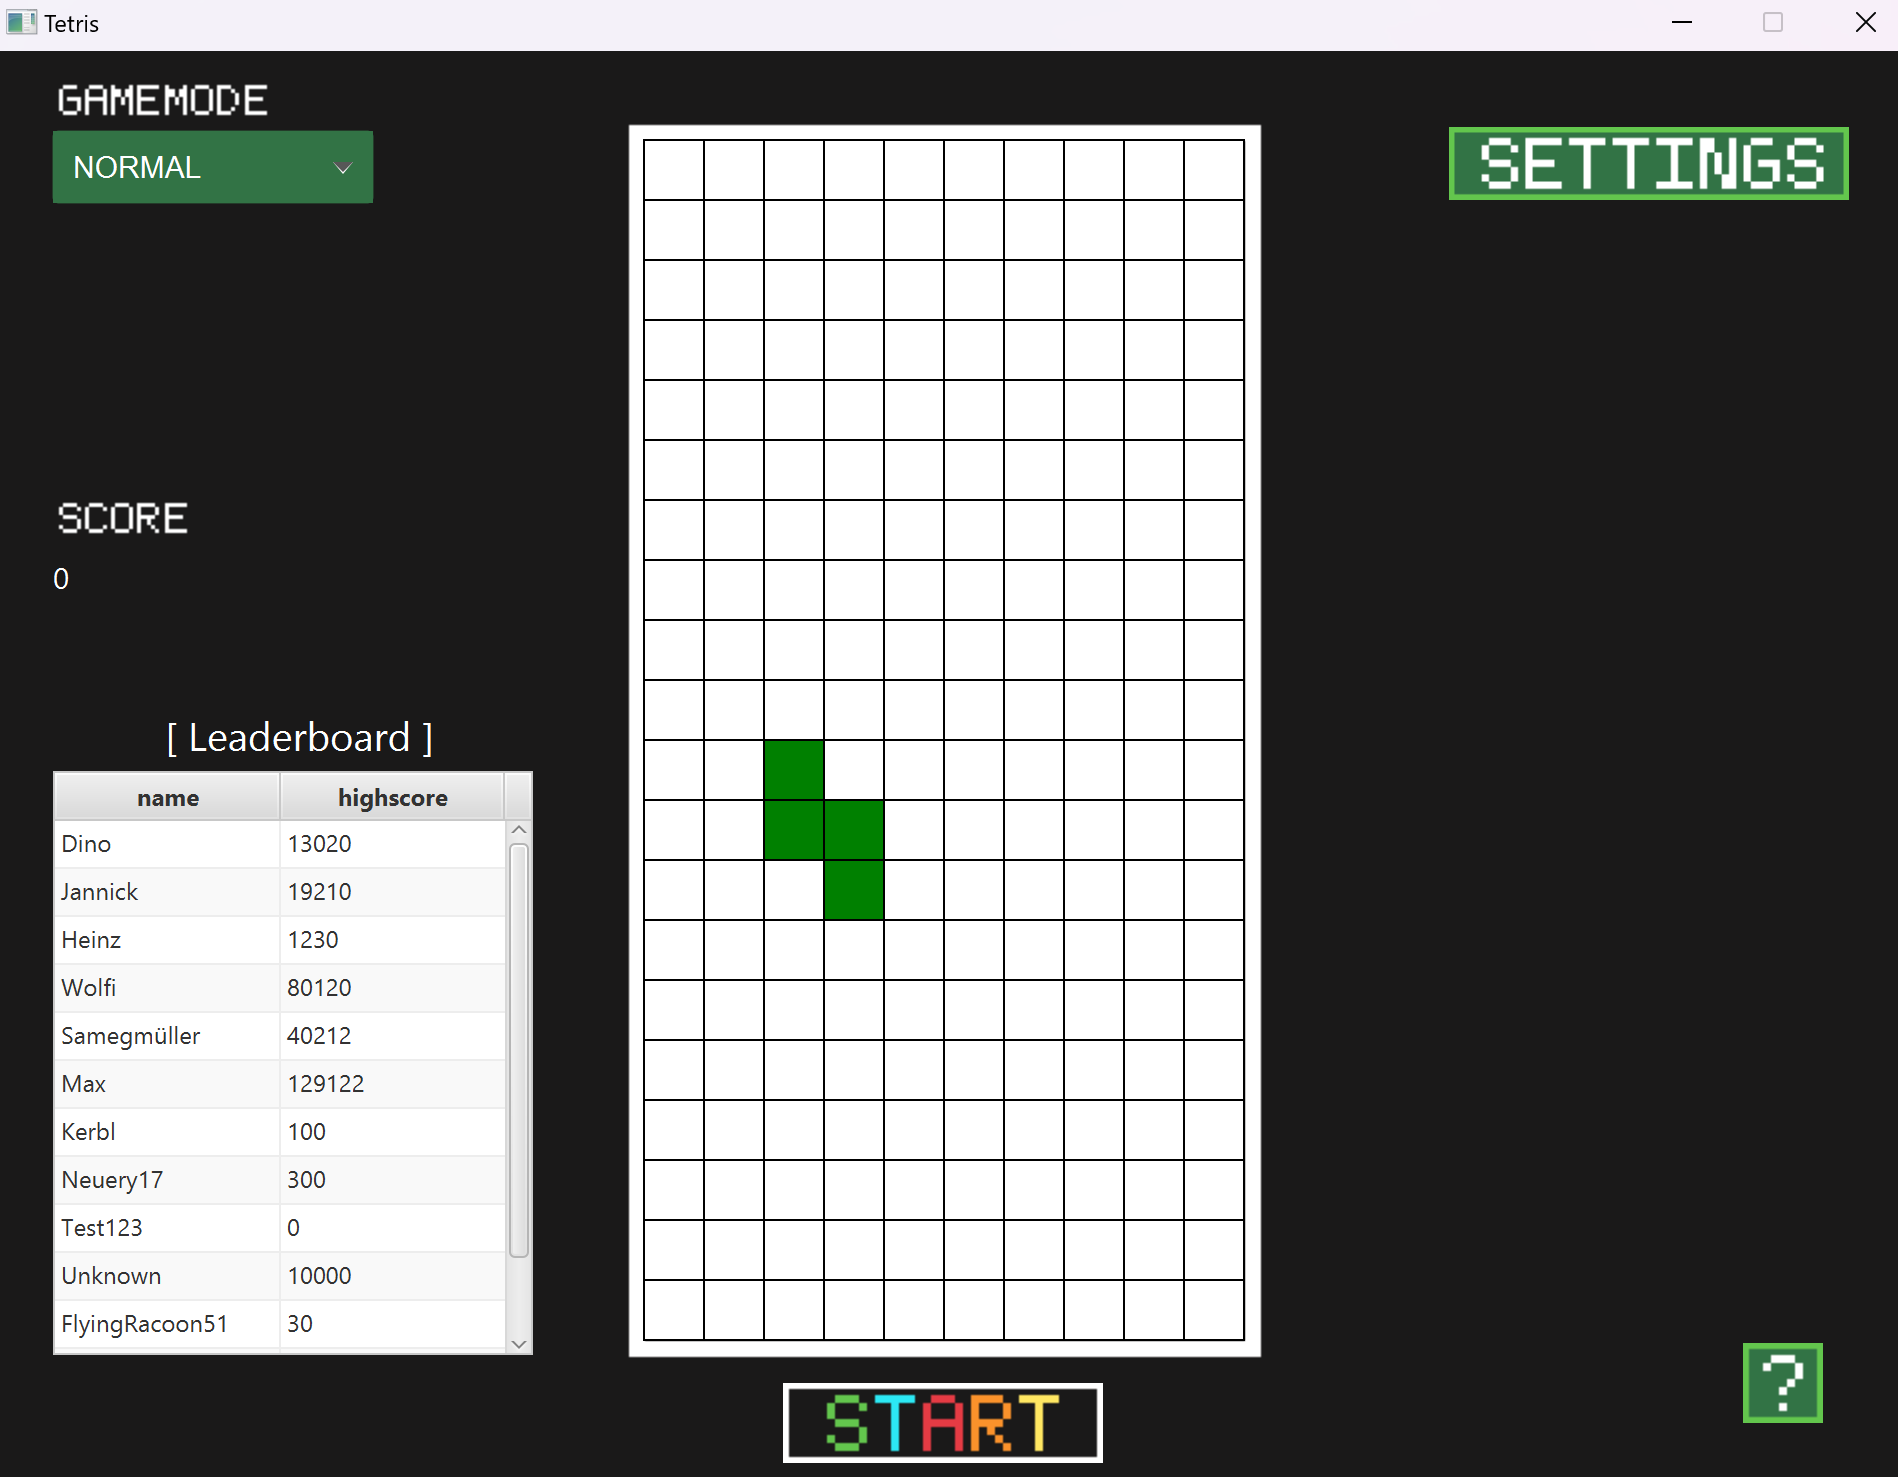 Tetris
GAMEMODE
NORMAL
SETTINGS
SCORE
0
[ Leaderboard ]
name highscore
Dino 13020
Jannick 19210
Heinz 1230
Wolfi 80120
Samegmüller 40212
Max 129122
Kerbl 100
Neuery17 300
Test123 0
Unknown 10000
FlyingRacoon51 30
?
START